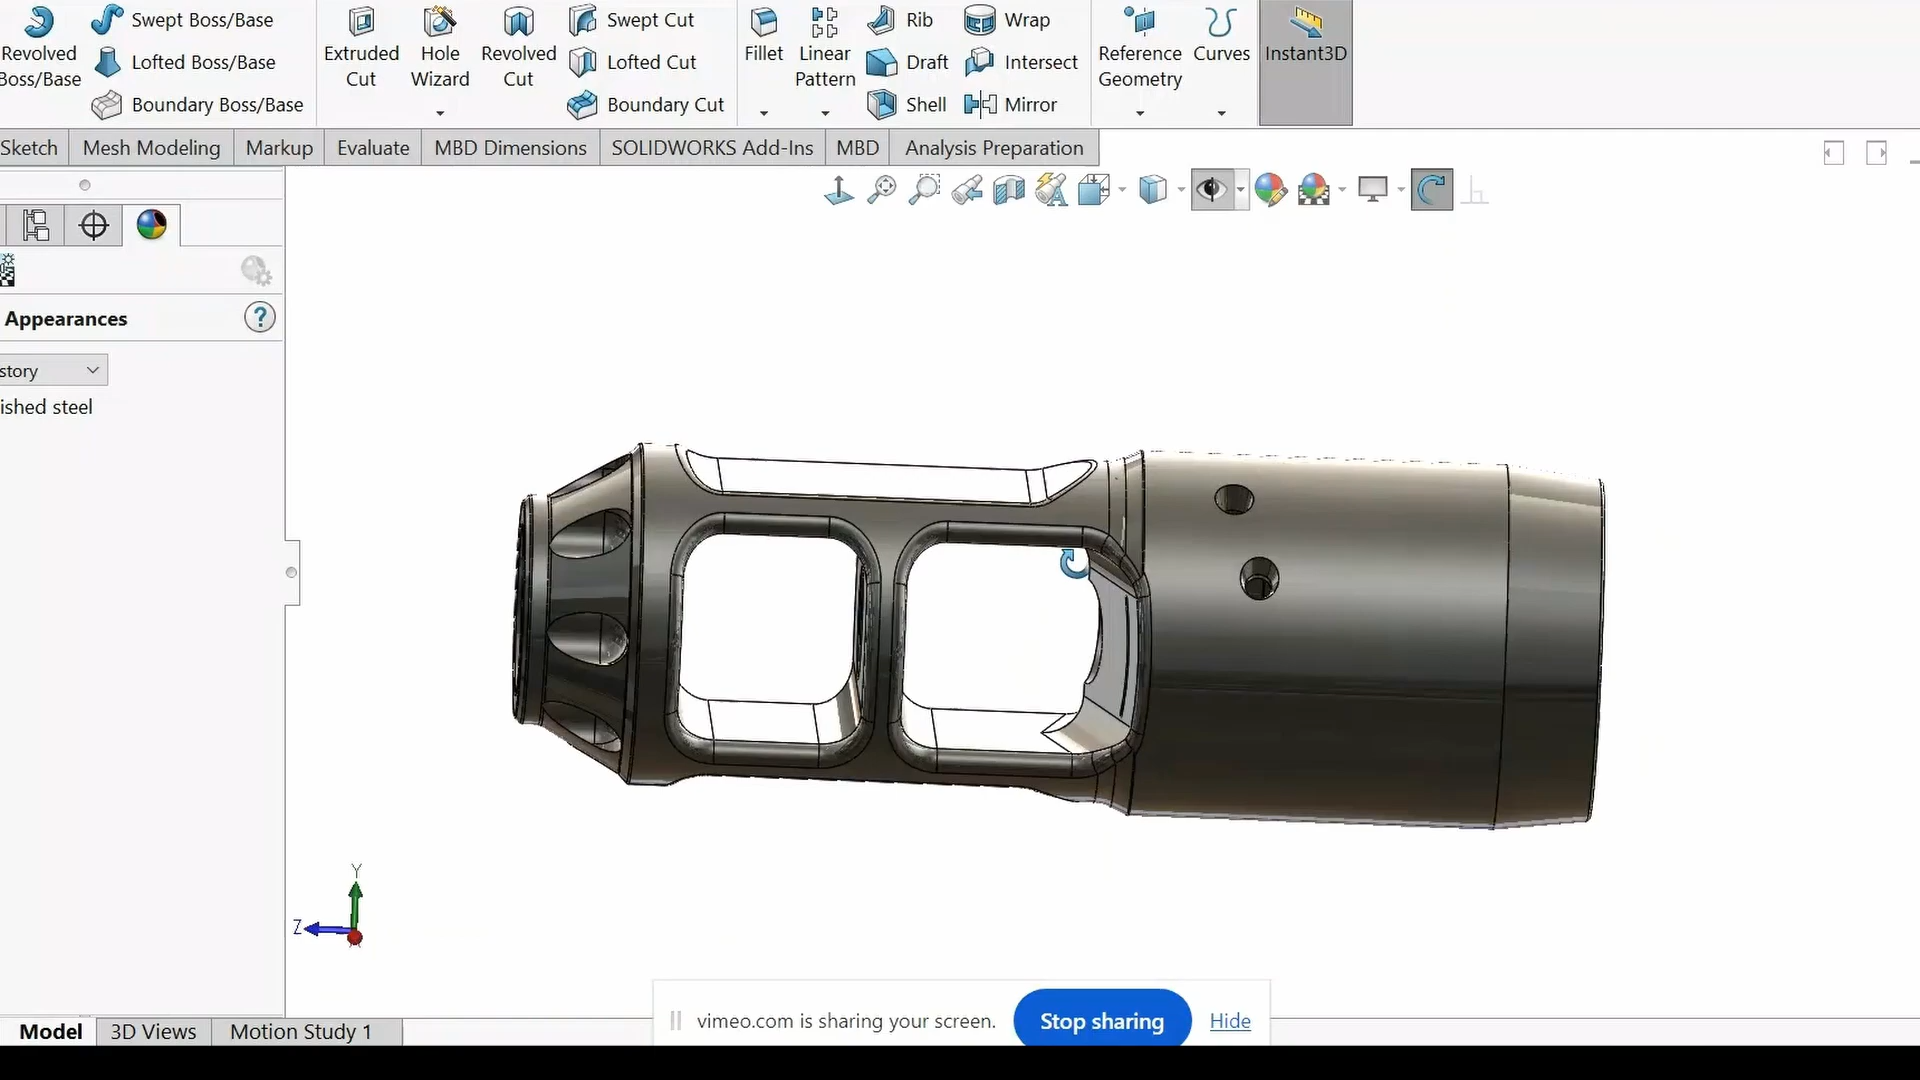 Revolved Boss/Base
Swept Boss/Base
Lofted Boss/Base
Boundary Boss/Base
Extruded Cut
Hole Wizard
Revolved Cut
Swept Cut
Lofted Cut
Boundary Cut
Fillet
Linear Pattern
Rib
Draft
Shell
Wrap
Intersect
Mirror
Reference Geometry
Curves
Instant3D
Sketch
Mesh Modeling
Markup
Evaluate
MBD Dimensions
SOLIDWORKS Add-Ins
MBD
Analysis Preparation
Appearances
?
story
ished steel
Y
Z
vimeo.com is sharing your screen.
Stop sharing
Hide
Model
3D Views
Motion Study 1